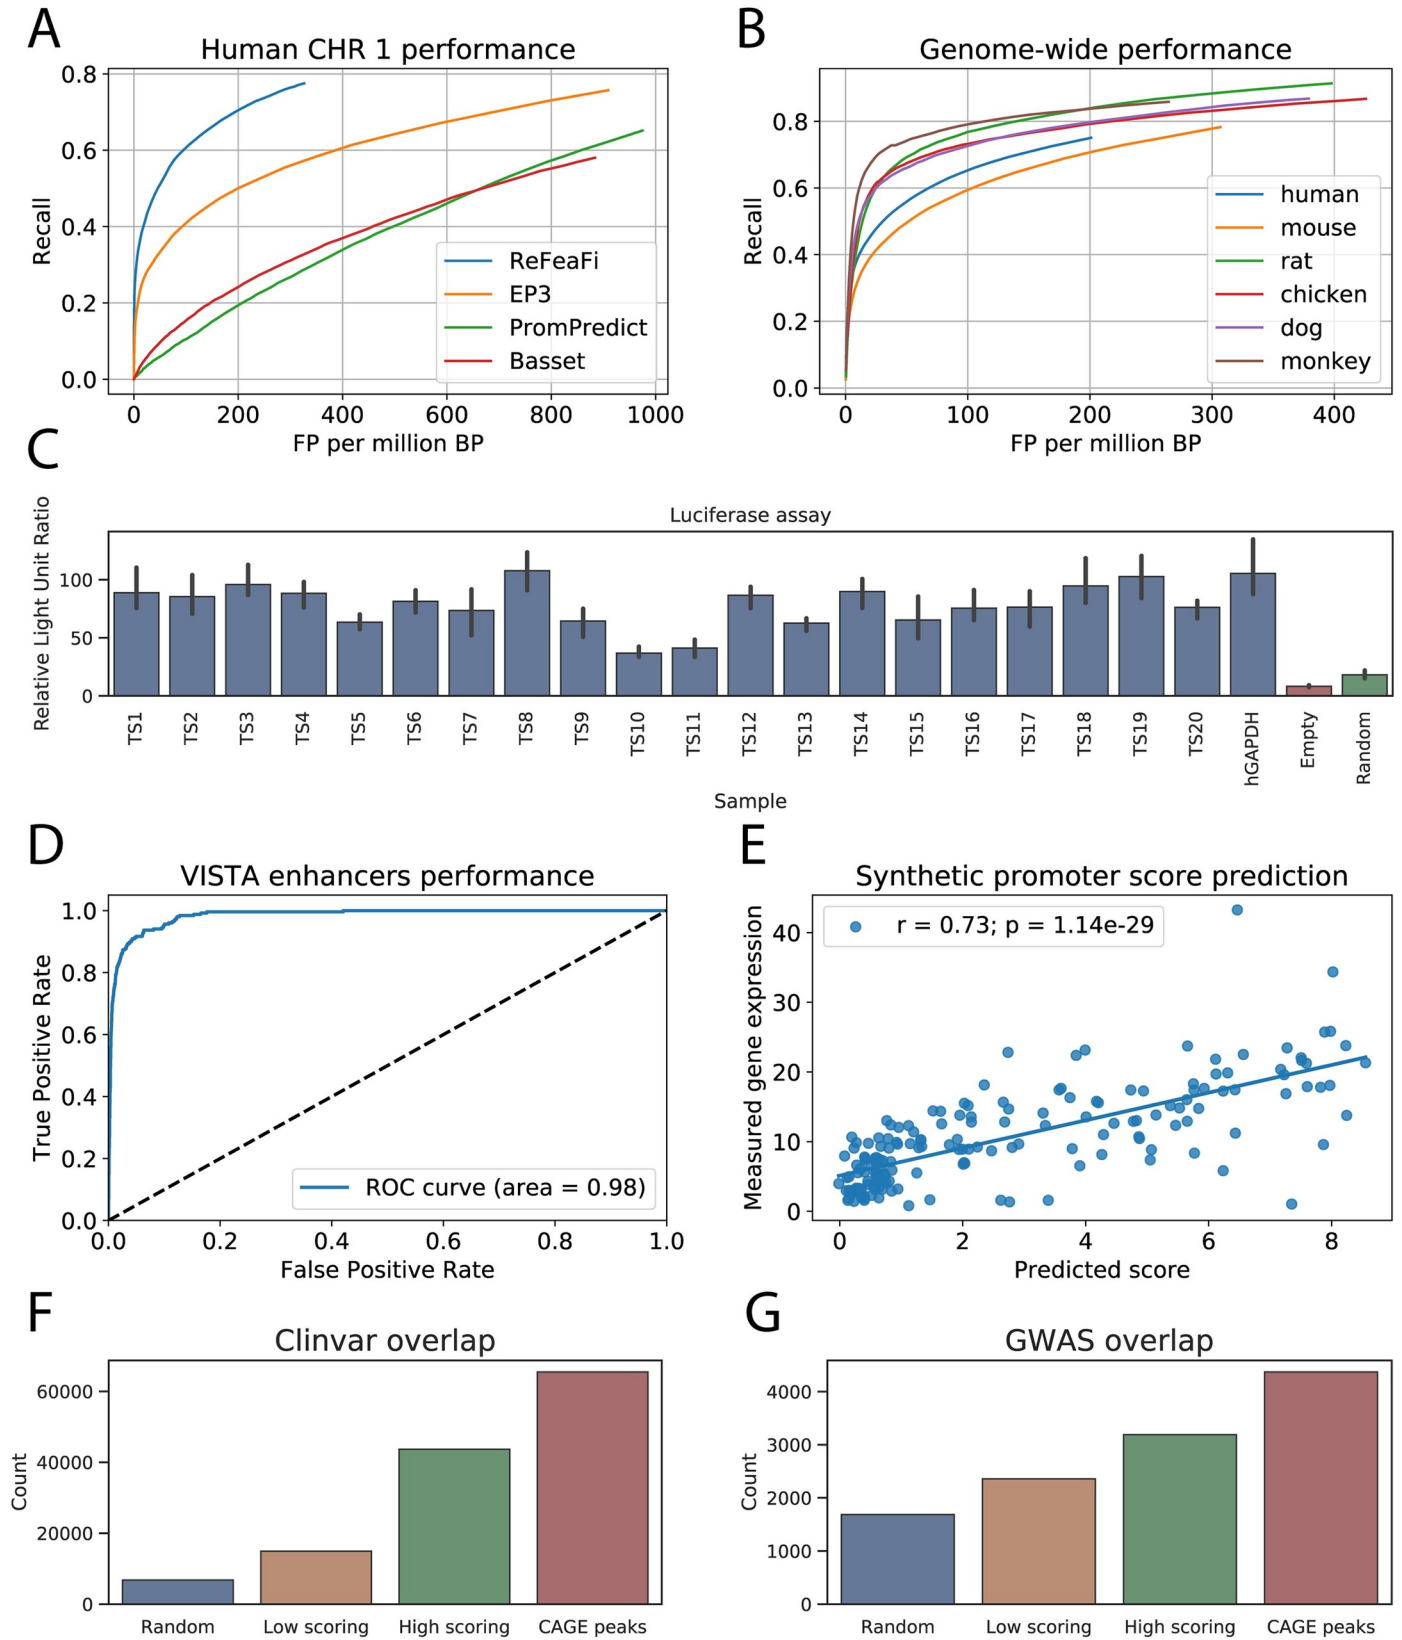 A
Human CHR 1 performance
0.8
0.6
0.4
0.2
0.0
Recall
0 200 400 600 800 1000
FP per million BP
ReFeaFi
EP3
PromPredict
Basset
B
Genome-wide performance
0.8
0.6
0.4
0.2
0.0
Recall
0 100 200 300 400
FP per million BP
human
mouse
rat
chicken
dog
monkey
C
Luciferase assay
Relative Light Unit Ratio
100
50
0
TS1 TS2 TS3 TS4 TS5 TS6 TS7 TS8 TS9 TS10 TS11 TS12 TS13 TS14 TS15 TS16 TS17 TS18 TS19 TS20 hGAPDH Empty Random
Sample
D
VISTA enhancers performance
1.0
0.8
0.6
0.4
0.2
0.0
True Positive Rate
ROC curve (area = 0.98)
0.0 0.2 0.4 0.6 0.8 1.0
False Positive Rate
E
Synthetic promoter score prediction
r = 0.73; p = 1.14e-29
40
30
20
10
0
Measured gene expression
0 2 4 6 8
Predicted score
F
Clinvar overlap
60000
40000
20000
0
Count
Random Low scoring High scoring CAGE peaks
G
GWAS overlap
4000
3000
2000
1000
0
Count
Random Low scoring High scoring CAGE peaks